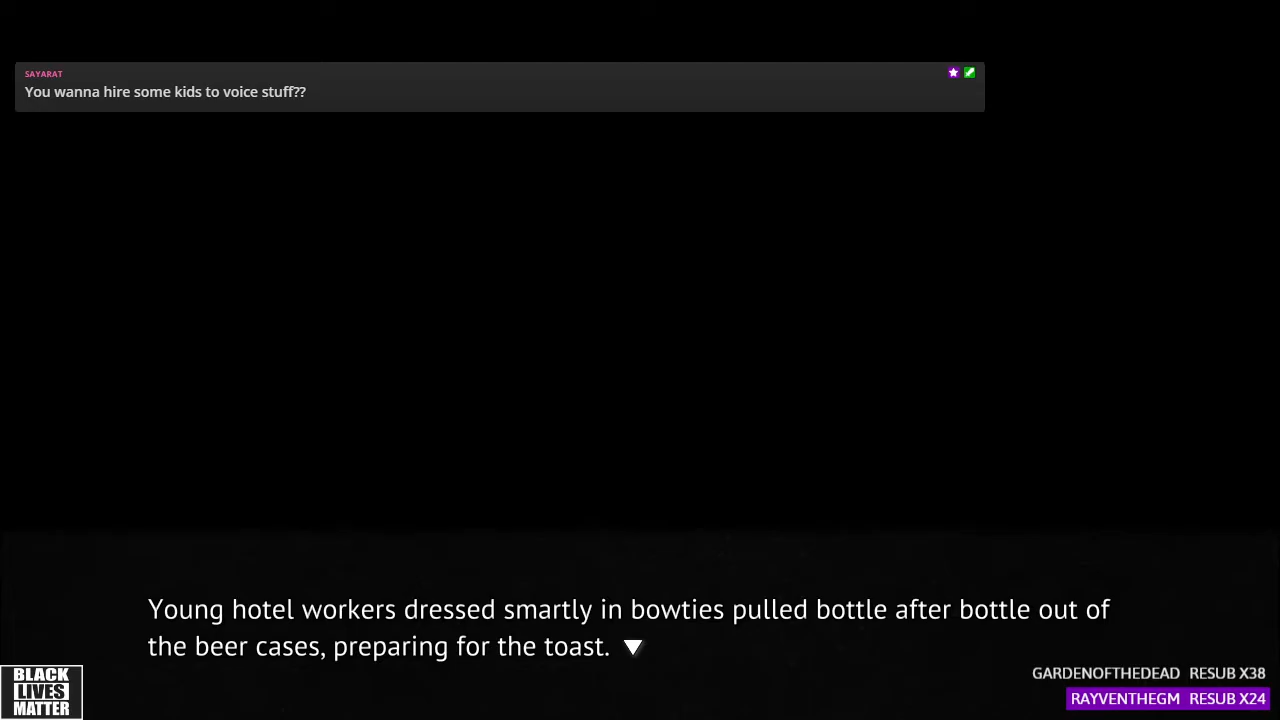 SAYARAT
You wanna hire some kids to voice stuff??
Young hotel workers dressed smartly in bowties pulled bottle after bottle out of
the beer cases, preparing for the toast.
BLACK
LIVES
MATTER
GARDENOFTHEDEAD RESUB X38
RAYVENTHEGM RESUB X24